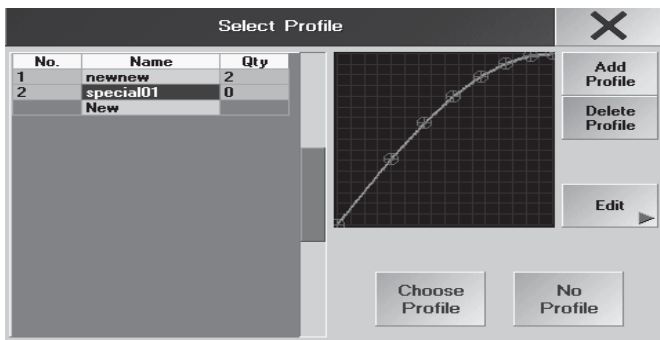 Select Profile
No. Name Qty
1 newnew 2
2 special01 0
New
Add
Profile
Delete
Profile
Edit
Choose
Profile
No
Profile